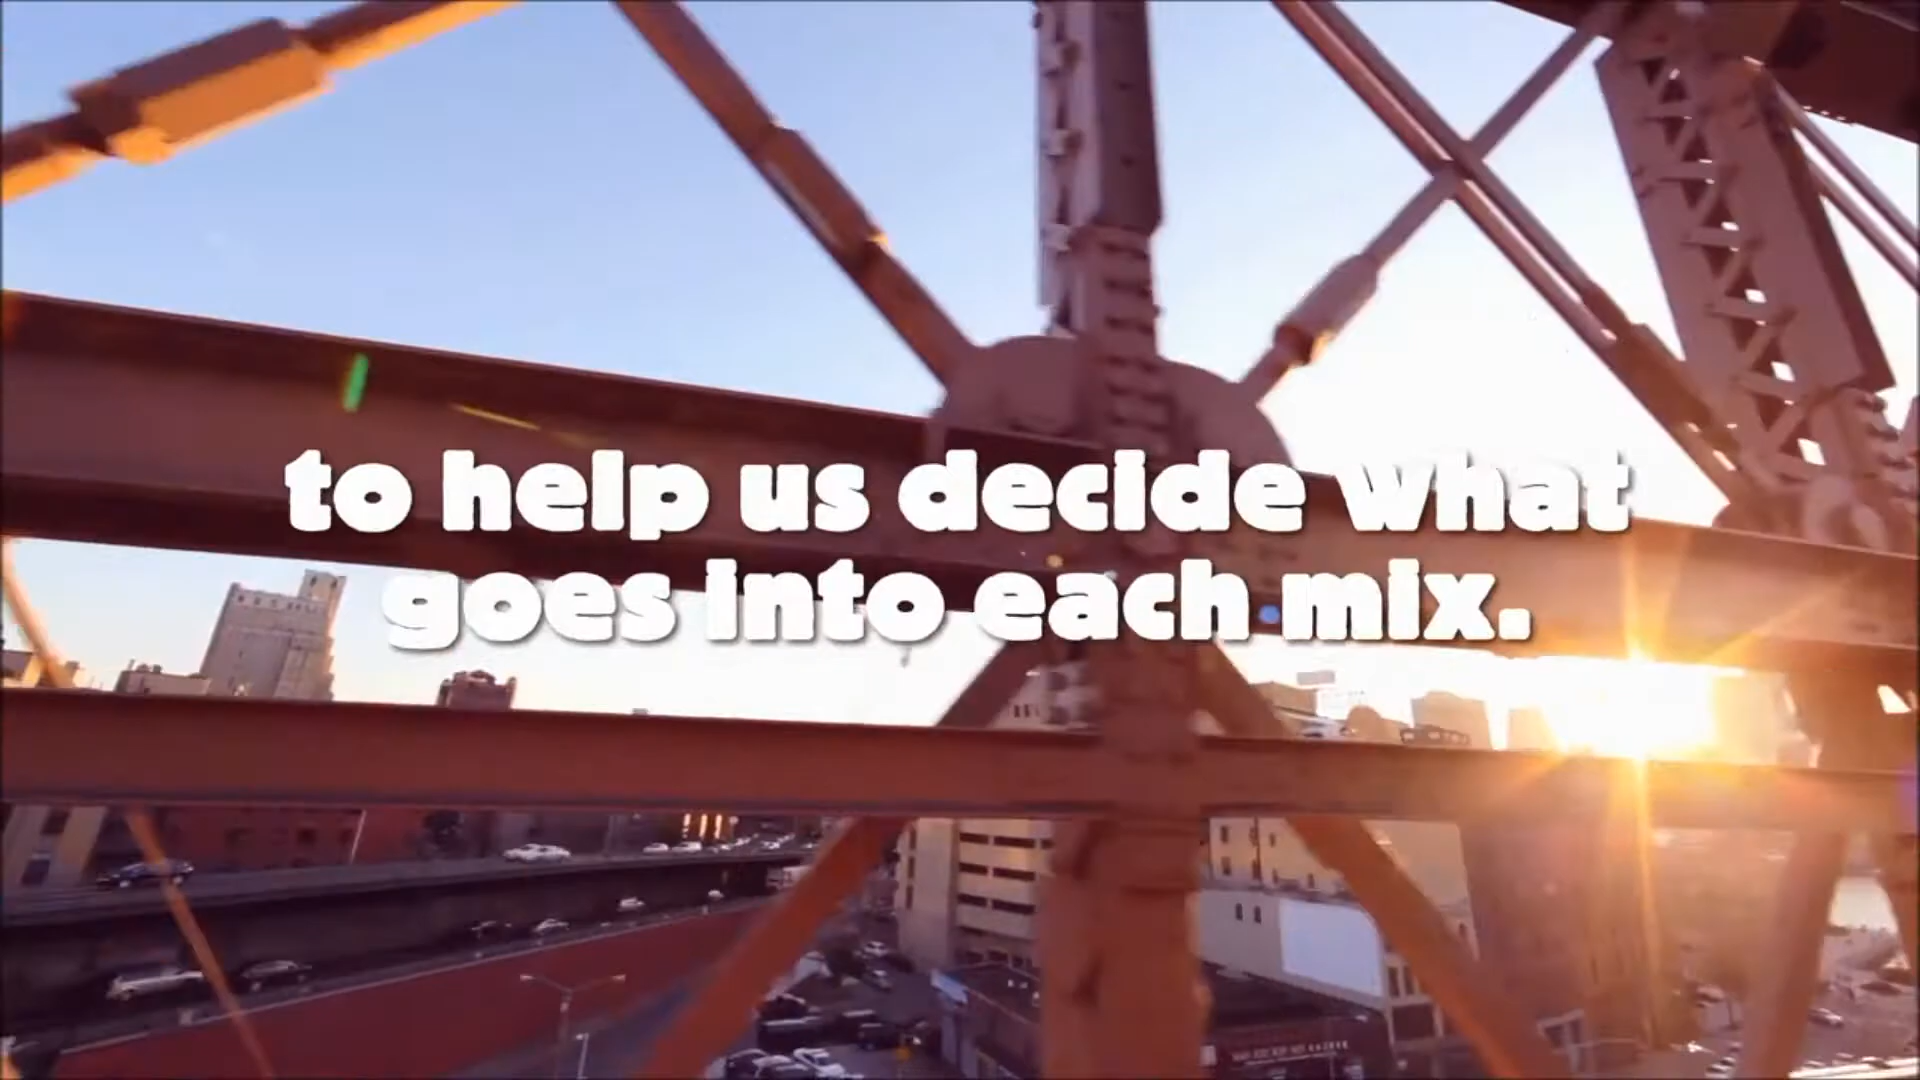 to help us decide what
goes into each mix.